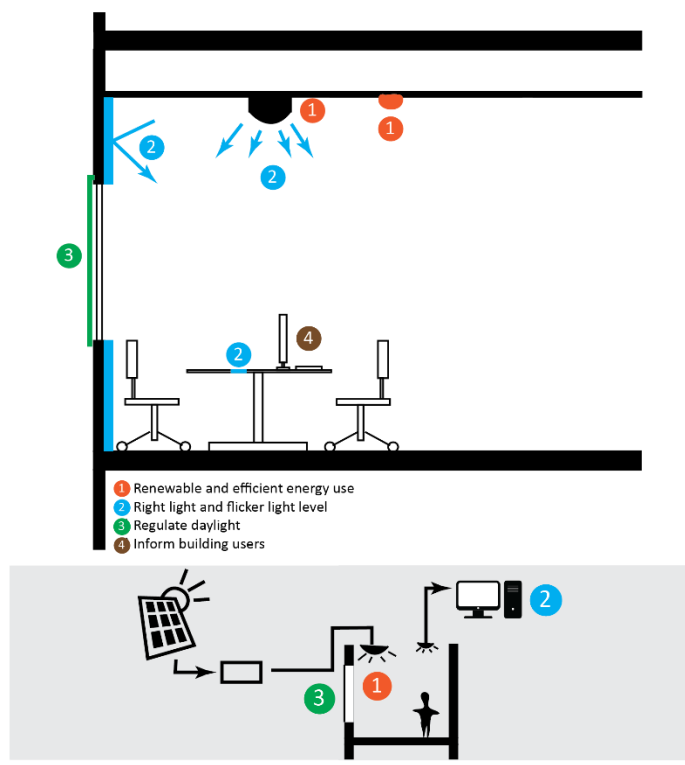 1
1
2
2
3
4
2
1 Renewable and efficient energy use
2 Right light and flicker light level
3 Regulate daylight
4 Inform building users
2
1
3